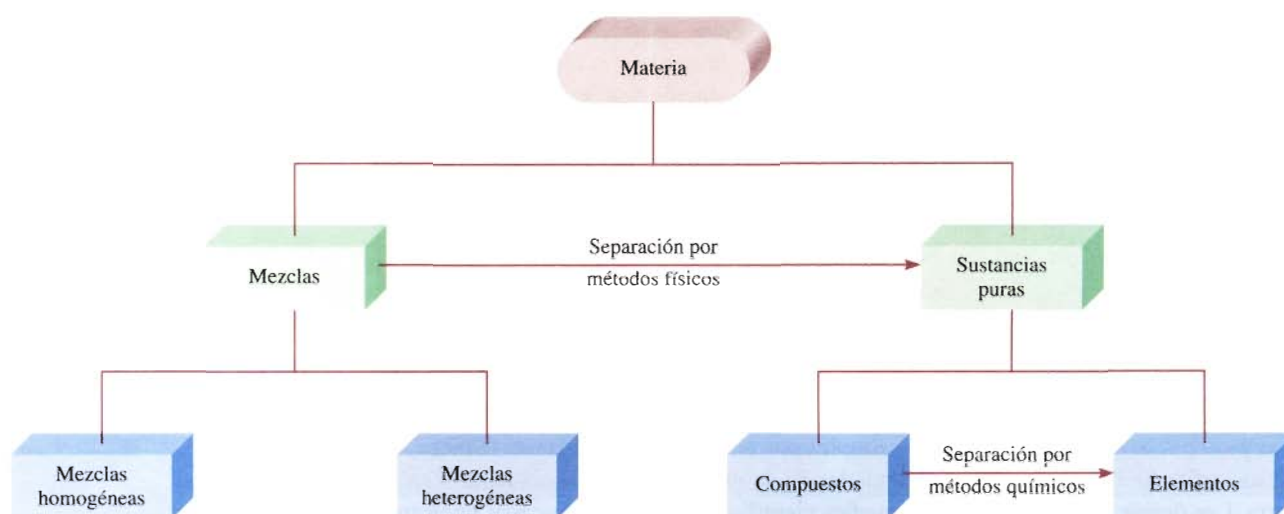 Materia
Separación por
métodos físicos
Mezclas
Sustancias
puras
Mezclas
homogéneas
Mezclas
heterogéneas
Compuestos
Separación por
métodos químicos
Elementos